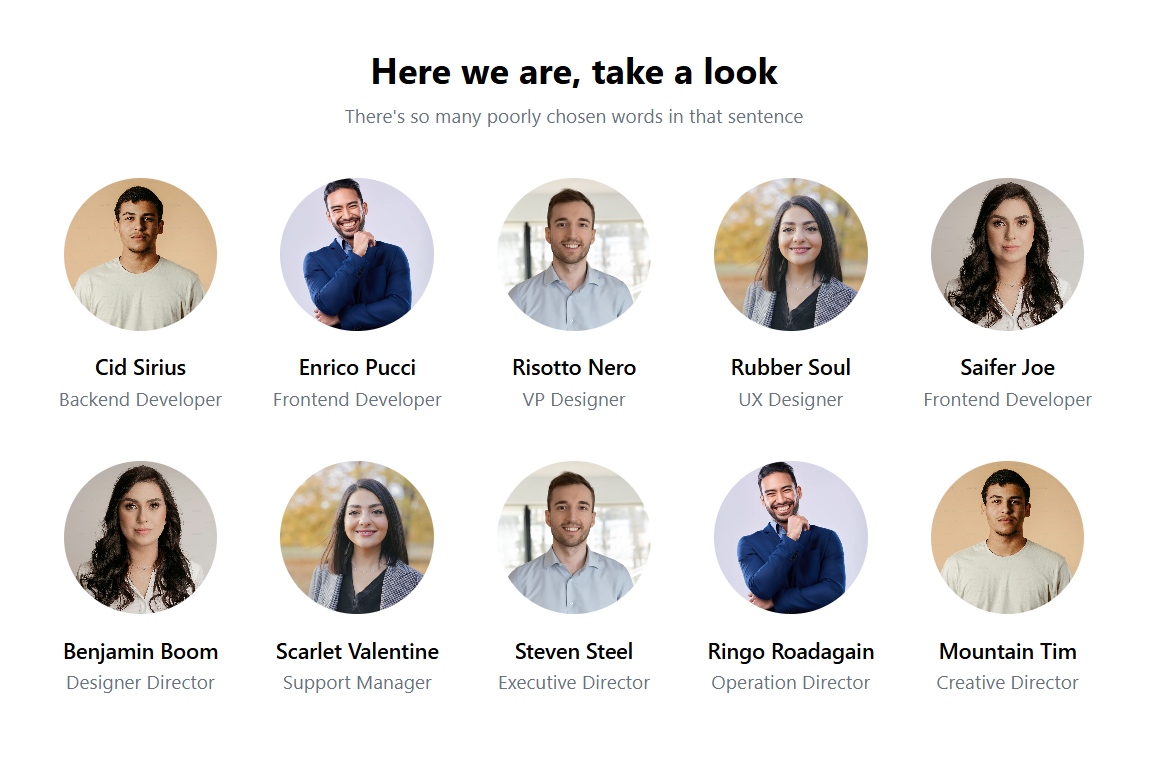 Here we are, take a look
There's so many poorly chosen words in that sentence
Cid Sirius
Backend Developer
Enrico Pucci
Frontend Developer
Risotto Nero
VP Designer
Rubber Soul
UX Designer
Saifer Joe
Frontend Developer
Benjamin Boom
Designer Director
Scarlet Valentine
Support Manager
Steven Steel
Executive Director
Ringo Roadagain
Operation Director
Mountain Tim
Creative Director